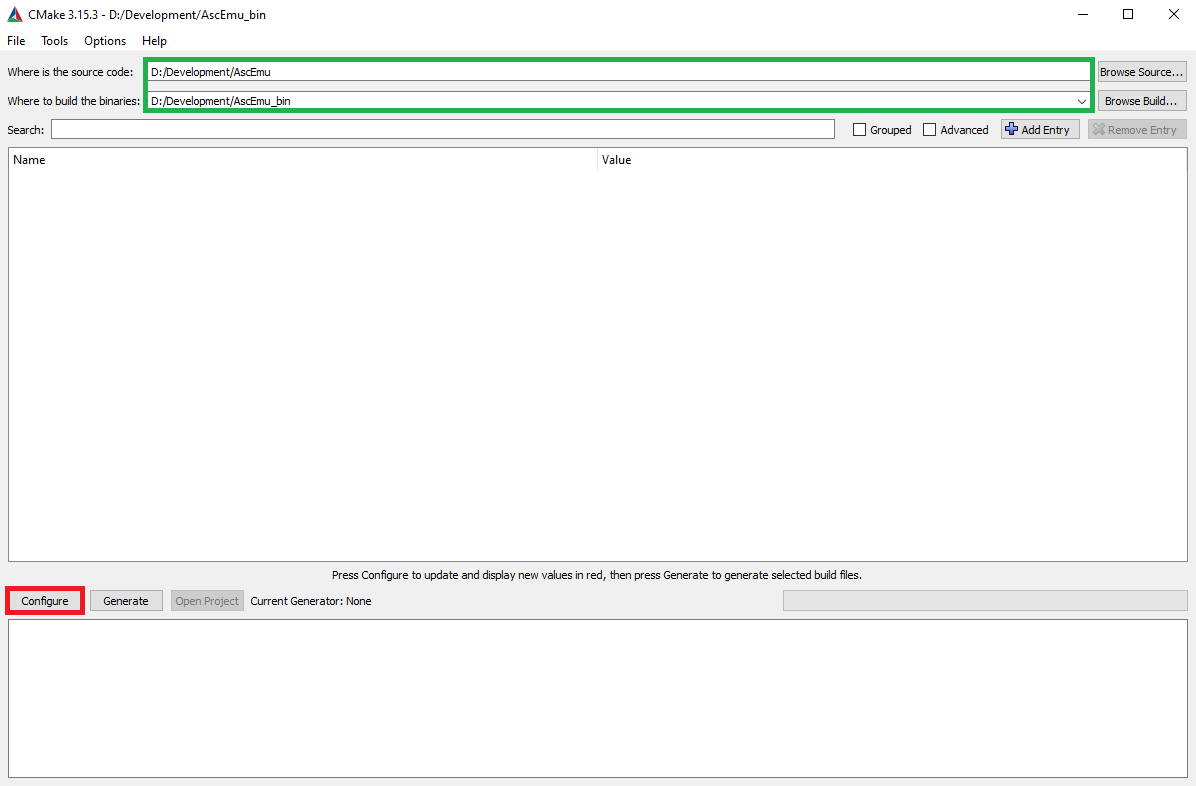 CMake 3.15.3 - D:/Development/AscEmu_bin
File Tools Options Help
Where is the source code: D:/Development/AscEmu Browse Source...
Where to build the binaries: D:/Development/AscEmu_bin Browse Build...
Search: Grouped Advanced Add Entry Remove Entry
Name Value
Press Configure to update and display new values in red, then press Generate to generate selected build files.
Configure Generate Open Project Current Generator: None